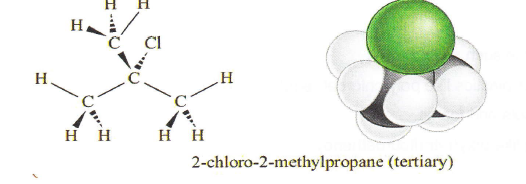 H H
H
C Cl
H C H
C C
H H H H
2-chloro-2-methylpropane (tertiary)